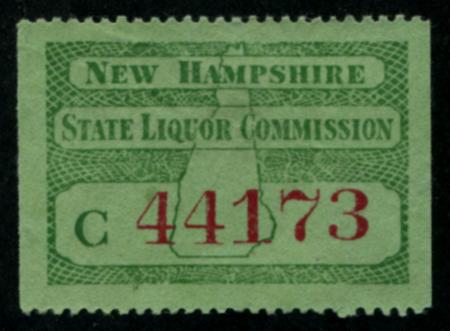 NEW HAMPSHIRE
STATE LIQUOR COMMISSION
C 44173